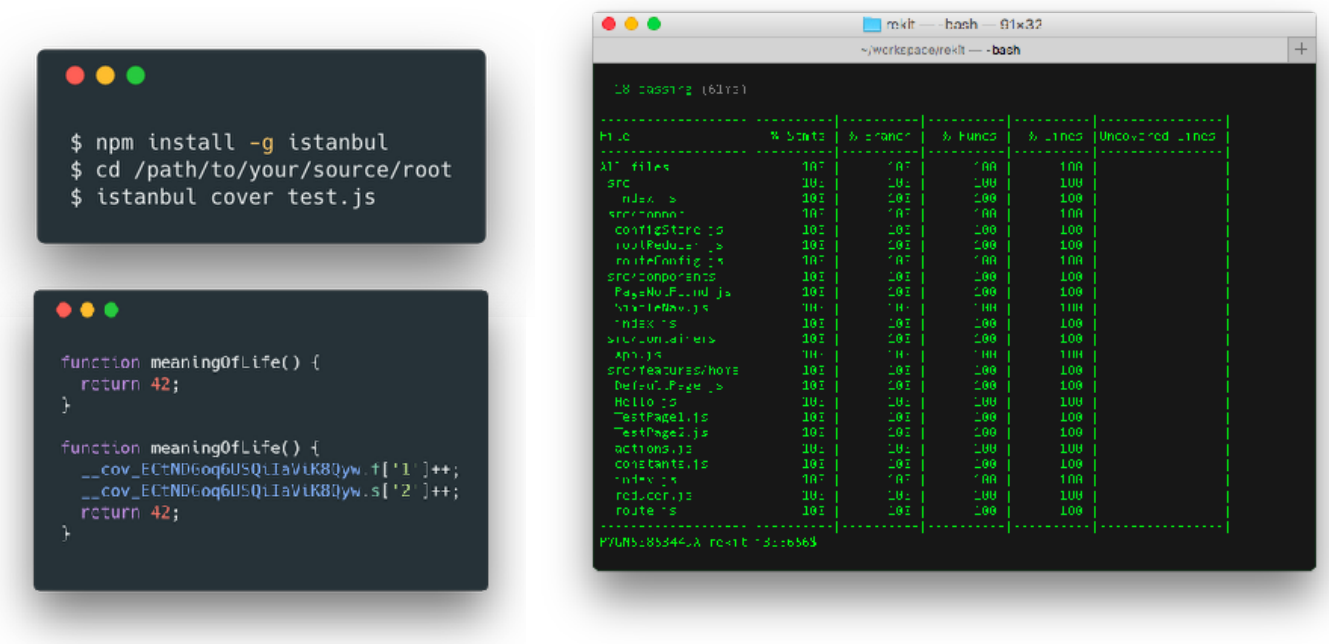 $ npm install -g istanbul
$ cd /path/to/your/source/root
$ istanbul cover test.js
function meaningOfLife() {
return 42;
}
function meaningOfLife() {
['1']++;
['2']++;
return 42;
}
rekit — -bash — 91×32
~/workspace/rekit — -bash
18 passing
File | % Stmts | % Branch | % Funcs | % Lines | Uncovered Lines |
All files | 100 | 100 | 100 | 100 |
src | 100 | 100 | 100 | 100 |
index.js | 100 | 100 | 100 | 100 |
src/common | 100 | 100 | 100 | 100 |
configStore.js | 100 | 100 | 100 | 100 |
rootReducer.js | 100 | 100 | 100 | 100 |
routeConfig.js | 100 | 100 | 100 | 100 |
src/components | 100 | 100 | 100 | 100 |
PageNotFound.js | 100 | 100 | 100 | 100 |
SimpleNav.js | 100 | 100 | 100 | 100 |
index.js | 100 | 100 | 100 | 100 |
src/containers | 100 | 100 | 100 | 100 |
App.js | 100 | 100 | 100 | 100 |
src/features/home | 100 | 100 | 100 | 100 |
DefaultPage.js | 100 | 100 | 100 | 100 |
Hello.js | 100 | 100 | 100 | 100 |
TestPage1.js | 100 | 100 | 100 | 100 |
TestPage2.js | 100 | 100 | 100 | 100 |
actions.js | 100 | 100 | 100 | 100 |
constants.js | 100 | 100 | 100 | 100 |
index.js | 100 | 100 | 100 | 100 |
reducer.js | 100 | 100 | 100 | 100 |
route.js | 100 | 100 | 100 | 100 |
rekit